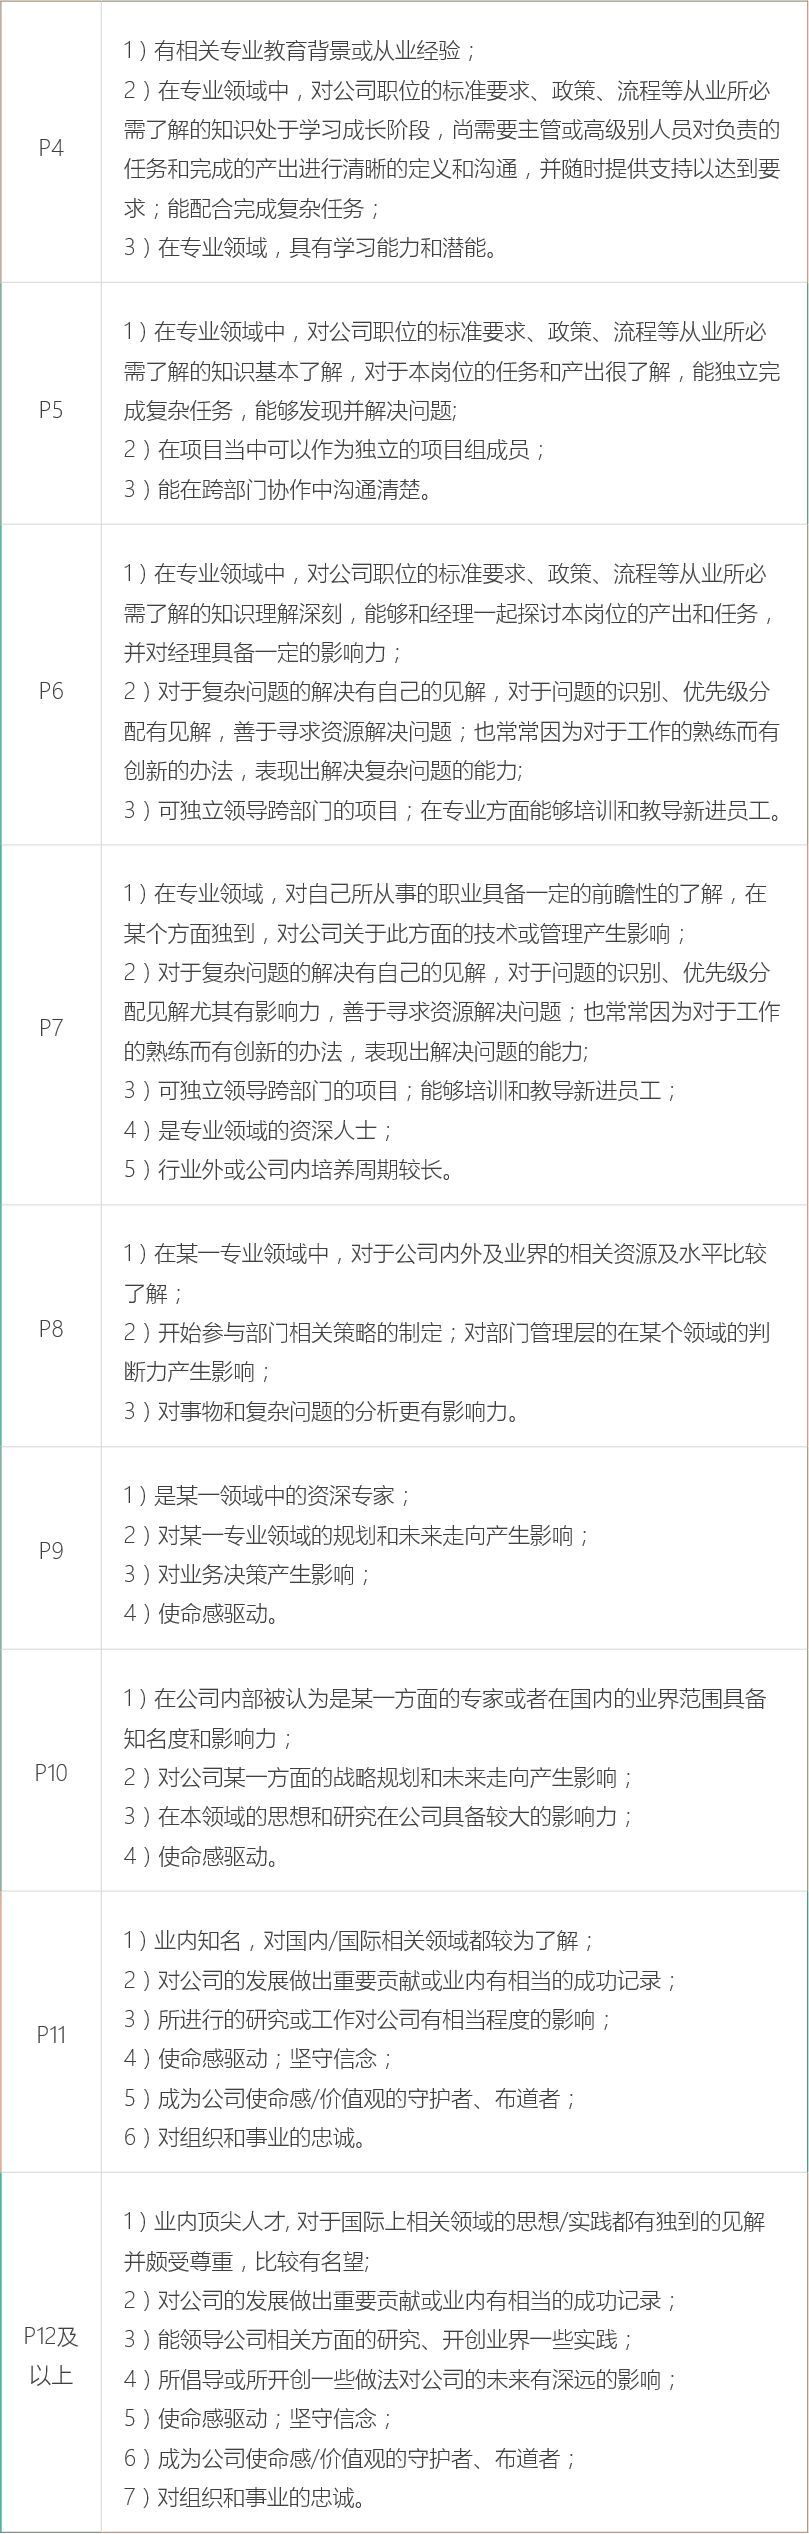 P4
1）有相关专业教育背景或从业经验；
2）在专业领域中，对公司职位的标准要求、政策、流程等从业所必
需了解的知识处于学习成长阶段，尚需要主管或高级别人员对负责的
任务和完成的产出进行清晰的定义和沟通，并随时提供支持以达到要
求；能配合完成复杂任务；
3）在专业领域，具有学习能力和潜能。
P5
1）在专业领域中，对公司职位的标准要求、政策、流程等从业所必
需了解的知识基本了解，对于本岗位的任务和产出很了解，能独立完
成复杂任务，能够发现并解决问题;
2）在项目当中可以作为独立的项目组成员；
3）能在跨部门协作中沟通清楚。
P6
1）在专业领域中，对公司职位的标准要求、政策、流程等从业所必
需了解的知识理解深刻，能够和经理一起探讨本岗位的产出和任务，
并对经理具备一定的影响力；
2）对于复杂问题的解决有自己的见解，对于问题的识别、优先级分
配有见解，善于寻求资源解决问题；也常常因为对于工作的熟练而有
创新的办法，表现出解决复杂问题的能力;
3）可独立领导跨部门的项目；在专业方面能够培训和教导新进员工。
P7
1）在专业领域，对自己所从事的职业具备一定的前瞻性的了解，在
某个方面独到，对公司关于此方面的技术或管理产生影响；
2）对于复杂问题的解决有自己的见解，对于问题的识别、优先级分
配见解尤其有影响力，善于寻求资源解决问题；也常常因为对于工作
的熟练而有创新的办法，表现出解决问题的能力;
3）可独立领导跨部门的项目；能够培训和教导新进员工；
4）是专业领域的资深人士；
5）行业外或公司内培养周期较长。
P8
1）在某一专业领域中，对于公司内外及业界的相关资源及水平比较
了解；
2）开始参与部门相关策略的制定；对部门管理层的在某个领域的判
断力产生影响；
3）对事物和复杂问题的分析更有影响力。
P9
1）是某一领域中的资深专家；
2）对某一专业领域的规划和未来走向产生影响；
3）对业务决策产生影响；
4）使命感驱动。
P10
1）在公司内部被认为是某一方面的专家或者在国内的业界范围具备
知名度和影响力；
2）对公司某一方面的战略规划和未来走向产生影响；
3）在本领域的思想和研究在公司具备较大的影响力；
4）使命感驱动。
P11
1）业内知名，对国内/国际相关领域都较为了解；
2）对公司的发展做出重要贡献或业内有相当的成功记录；
3）所进行的研究或工作对公司有相当程度的影响；
4）使命感驱动；坚守信念；
5）成为公司使命感/价值观的守护者、布道者；
6）对组织和事业的忠诚。
P12及
以上
1）业内顶尖人才, 对于国际上相关领域的思想/实践都有独到的见解
并颇受尊重，比较有名望;
2）对公司的发展做出重要贡献或业内有相当的成功记录；
3）能领导公司相关方面的研究、开创业界一些实践；
4）所倡导或所开创一些做法对公司的未来有深远的影响；
5）使命感驱动；坚守信念；
6）成为公司使命感/价值观的守护者、布道者；
7）对组织和事业的忠诚。